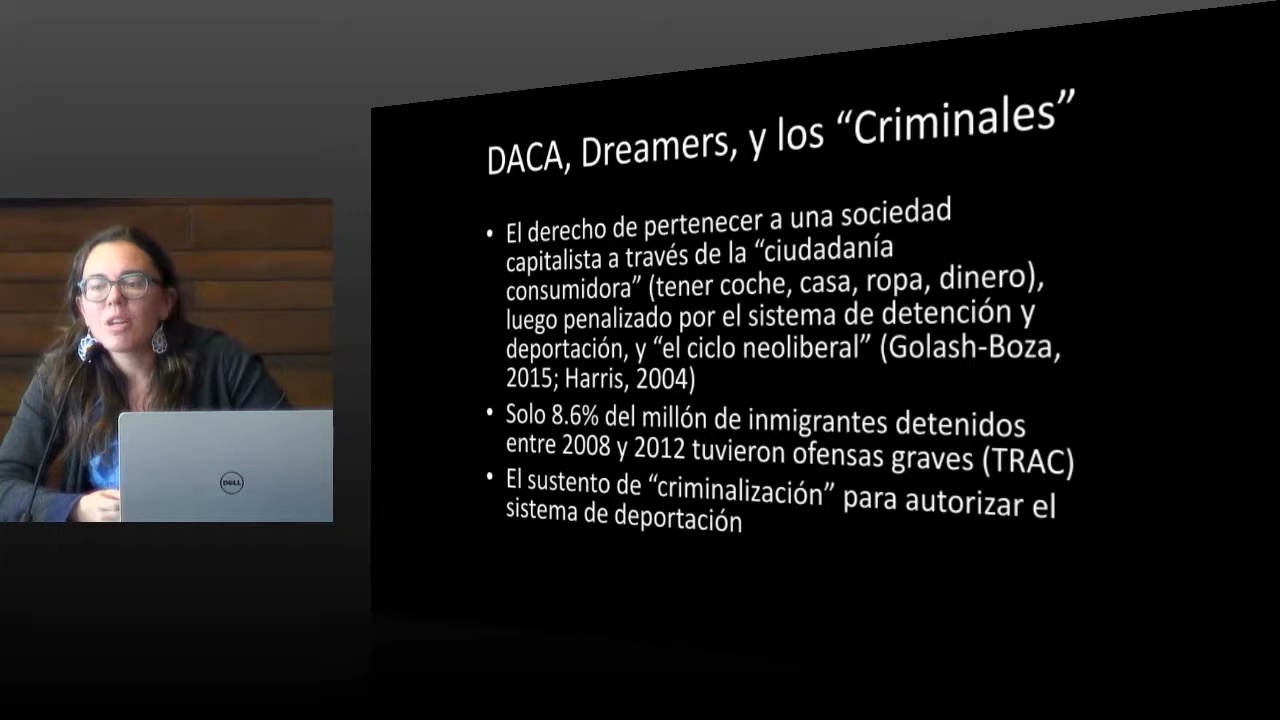 DACA, Dreamers, y los “Criminales”
• El derecho de pertenecer a una sociedad
capitalista a través de la “ciudadanía
consumidora” (tener coche, casa, ropa, dinero),
luego penalizado por el sistema de detención y
deportación, y “el ciclo neoliberal” (Golash-Boza,
2015; Harris, 2004)
• Solo 8.6% del millón de inmigrantes detenidos
entre 2008 y 2012 tuvieron ofensas graves (TRAC)
• El sustento de “criminalización” para autorizar el
sistema de deportación
DELL